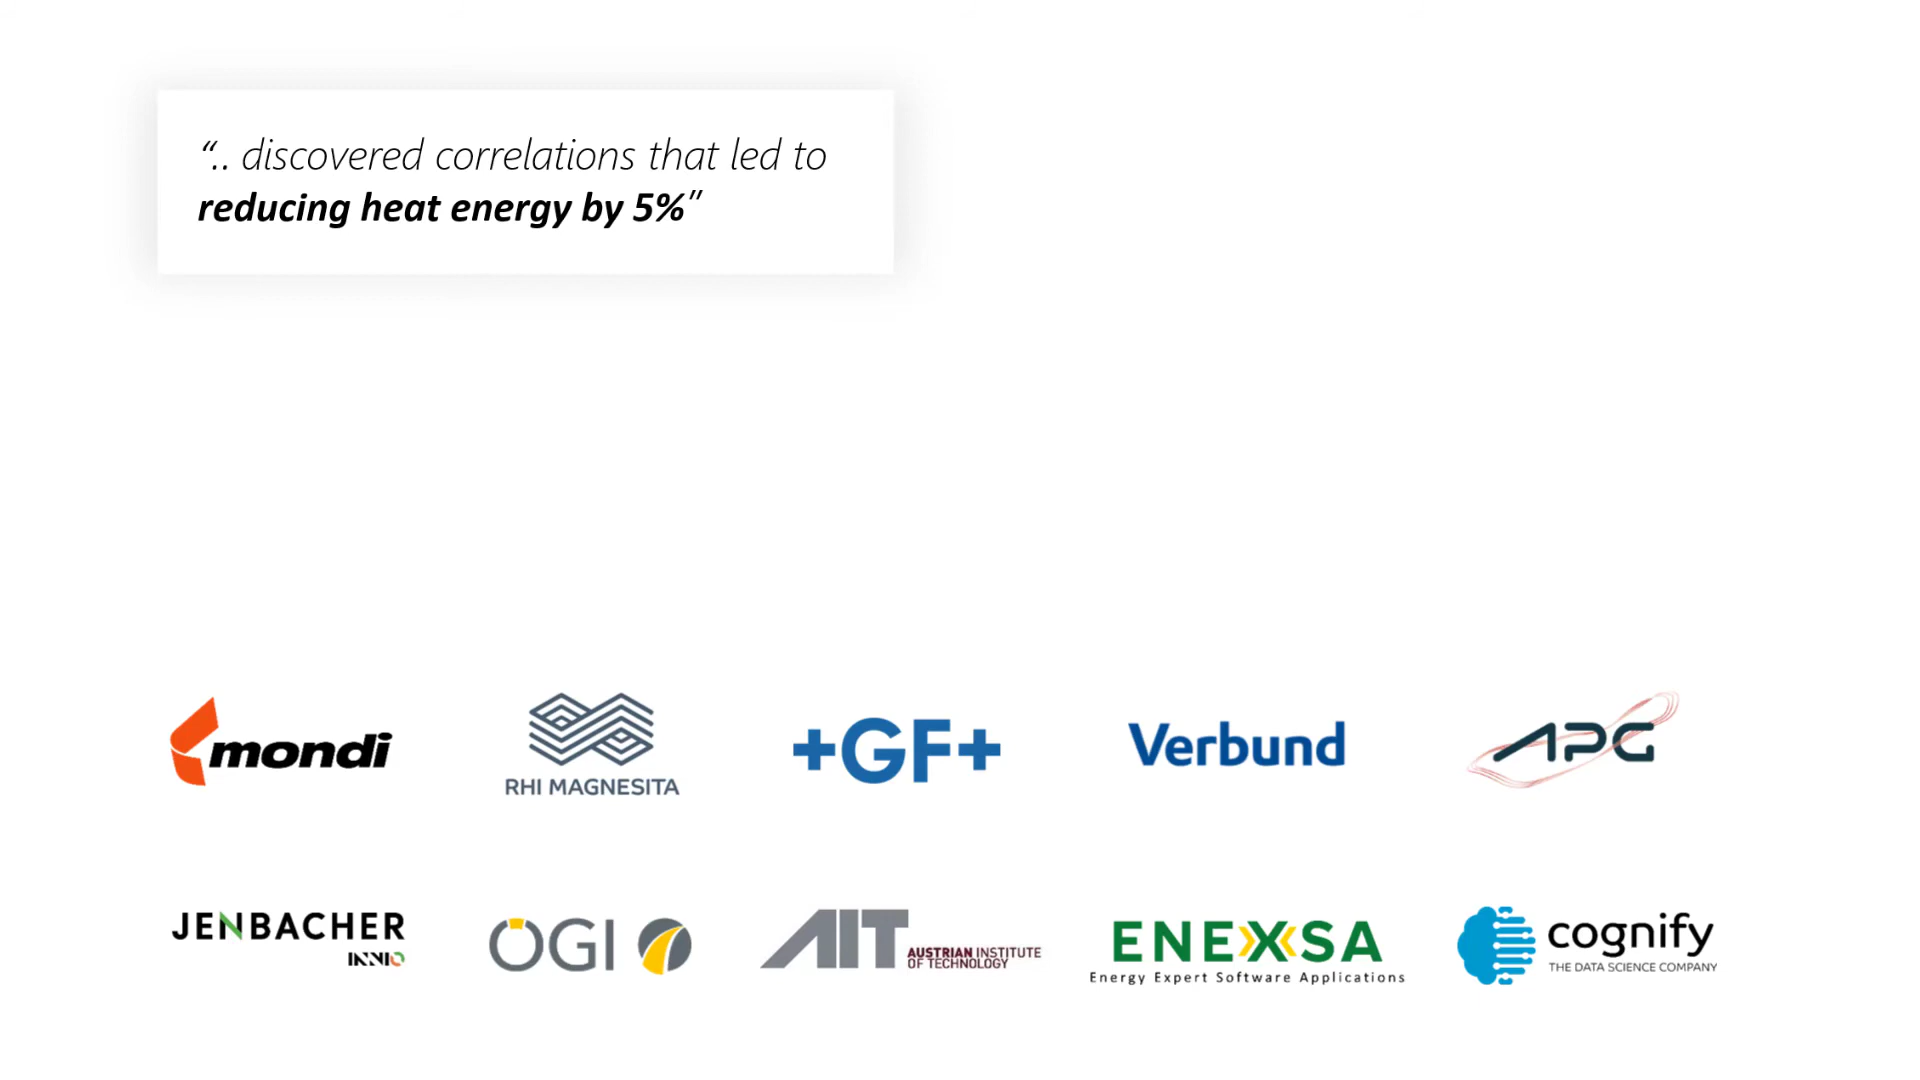 “.. discovered correlations that led to
reducing heat energy by 5%”
mondi
RHI MAGNESITA
+GF+
Verbund
APG
JENBACHER
INNIO
ÖGI
AIT AUSTRIAN INSTITUTE
OF TECHNOLOGY
ENEXSA
Energy Expert Software Applications
cognify
THE DATA SCIENCE COMPANY